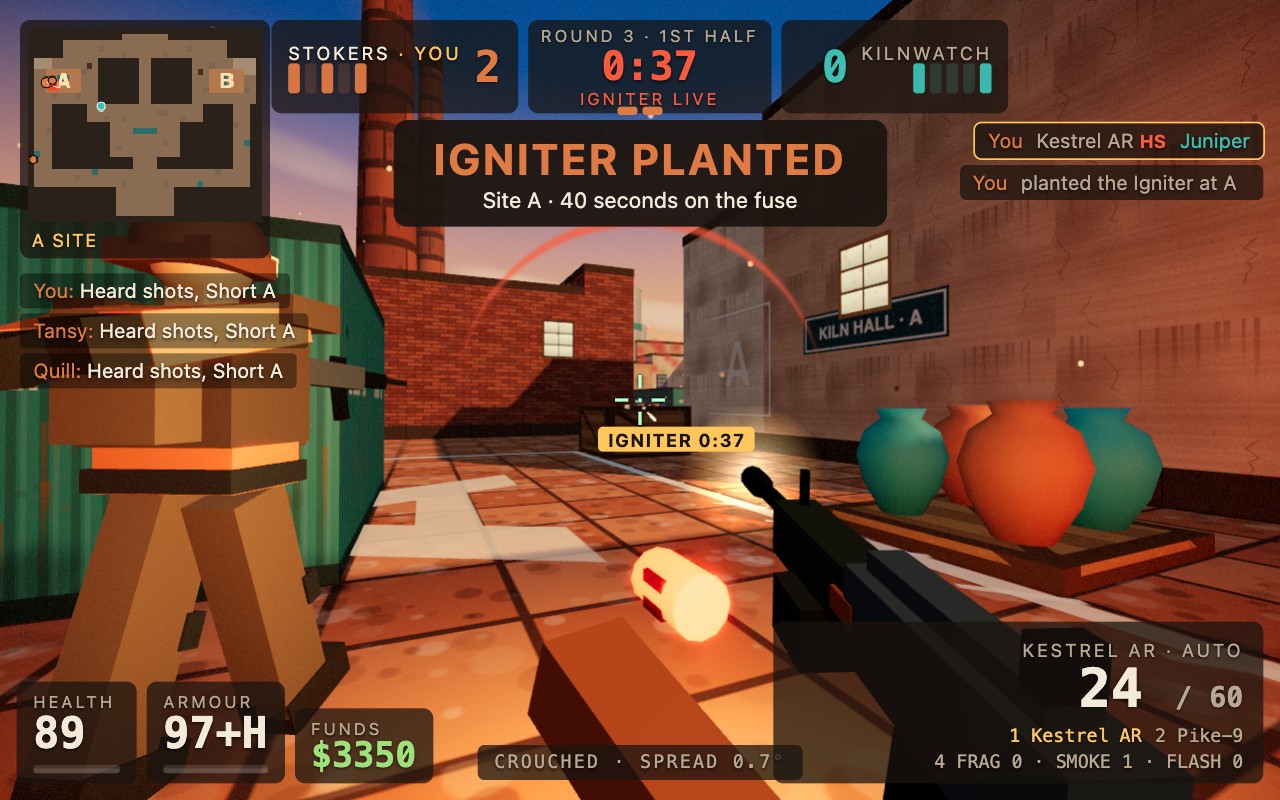 A
B
A SITE
STOKERS · YOU
2
ROUND 3 · 1ST HALF
0:37
IGNITER LIVE
0
KILNWATCH
IGNITER PLANTED
Site A · 40 seconds on the fuse
You Kestrel AR HS Juniper
You planted the Igniter at A
You: Heard shots, Short A
Tansy: Heard shots, Short A
Quill: Heard shots, Short A
KILN HALL · A
A
IGNITER 0:37
HEALTH
89
ARMOUR
97+H
FUNDS
$3350
CROUCHED · SPREAD 0.7°
KESTREL AR · AUTO
24 / 60
1 Kestrel AR 2 Pike-9
4 FRAG 0 · SMOKE 1 · FLASH 0